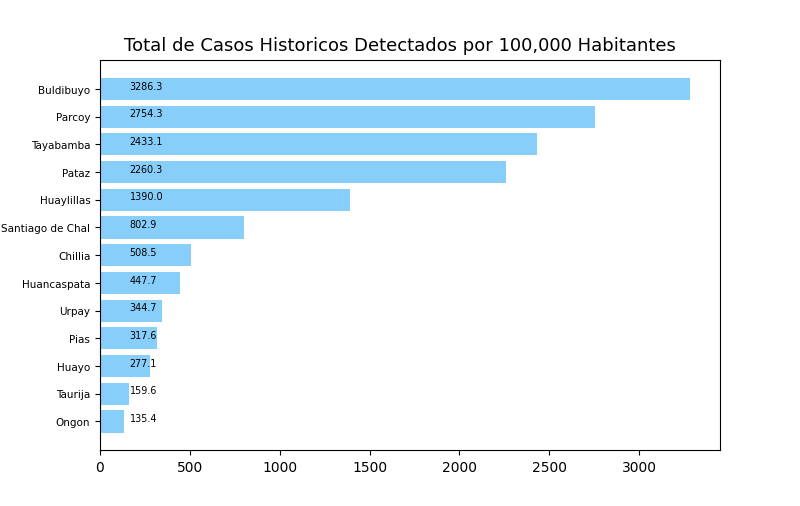 Total de Casos Historicos Detectados por 100,000 Habitantes
Buldibuyo 3286.3
Parcoy 2754.3
Tayabamba 2433.1
Pataz 2260.3
Huaylillas 1390.0
Santiago de Chal 802.9
Chillia 508.5
Huancaspata 447.7
Urpay 344.7
Pias 317.6
Huayo 277.1
Taurija 159.6
Ongon 135.4
0 500 1000 1500 2000 2500 3000